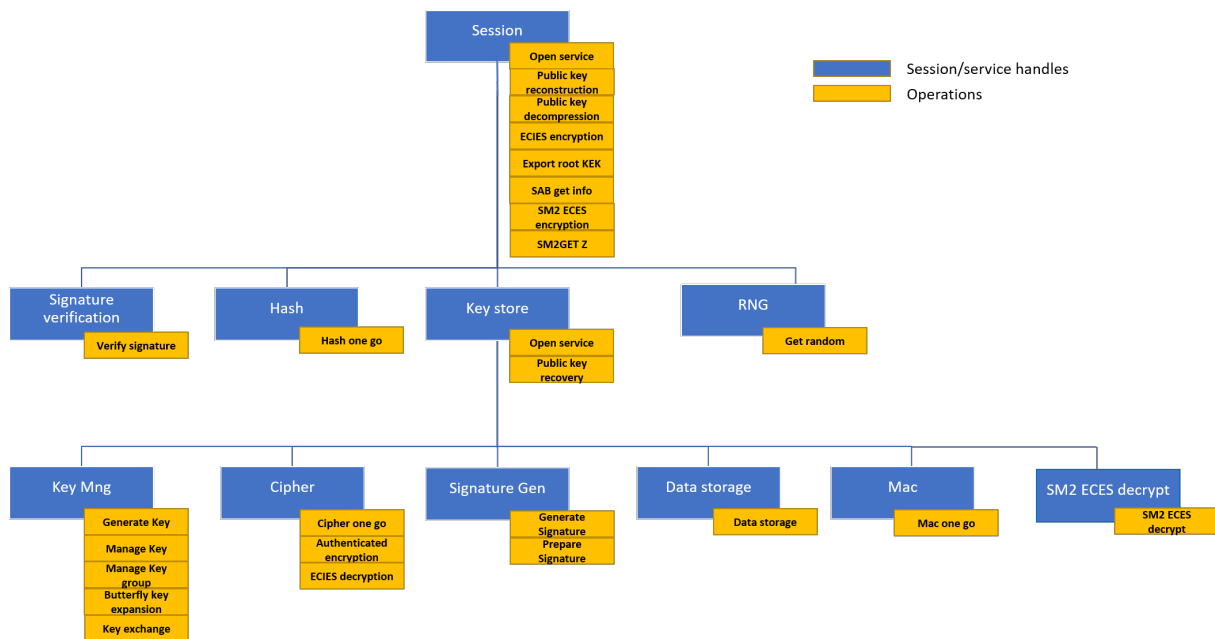 Session
Open service
Public key
reconstruction
Public key
decompression
ECIES encryption
Export root KEK
SAB get info
SM2 ECES
encryption
SM2GET Z
Session/service handles
Operations
Signature
verification
Verify signature
Hash
Hash one go
Key store
Open service
Public key
recovery
RNG
Get random
Key Mng
Generate Key
Manage Key
Manage Key
group
Butterfly key
expansion
Key exchange
Cipher
Cipher one go
Authenticated
encryption
ECIES decryption
Signature Gen
Generate
Signature
Prepare
Signature
Data storage
Data storage
Mac
Mac one go
SM2 ECES decrypt
SM2 ECES
decrypt